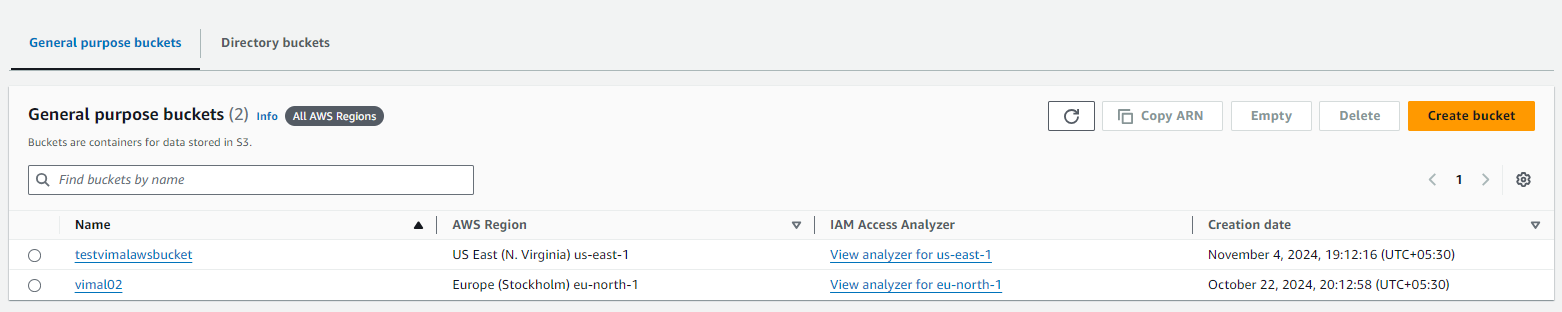 General purpose buckets Directory buckets
General purpose buckets (2) Info All AWS Regions Copy ARN Empty Delete Create bucket
Buckets are containers for data stored in S3.
Find buckets by name 1
Name AWS Region IAM Access Analyzer Creation date
testvimalawsbucket US East (N. Virginia) us-east-1 View analyzer for us-east-1 November 4, 2024, 19:12:16 (UTC+05:30)
vimal02 Europe (Stockholm) eu-north-1 View analyzer for eu-north-1 October 22, 2024, 20:12:58 (UTC+05:30)